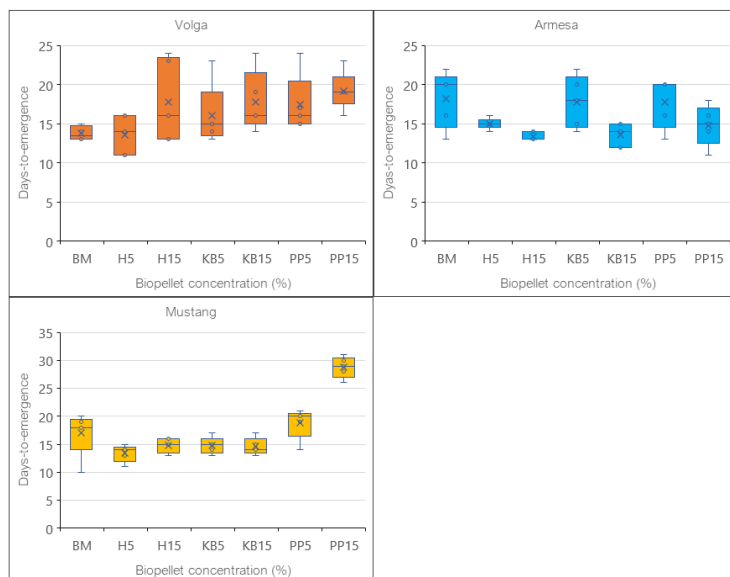 Volga
Days-to-emergence
25
20
15
10
5
0
BM H5 H15 KB5 KB15 PP5 PP15
Biopellet concentration (%)
Armesa
Dyas-to-emergence
25
20
15
10
5
0
BM H5 H15 KB5 KB15 PP5 PP15
Biopellet concentration (%)
Mustang
Days-to-emergence
35
30
25
20
15
10
5
0
BM H5 H15 KB5 KB15 PP5 PP15
Biopellet concentration (%)